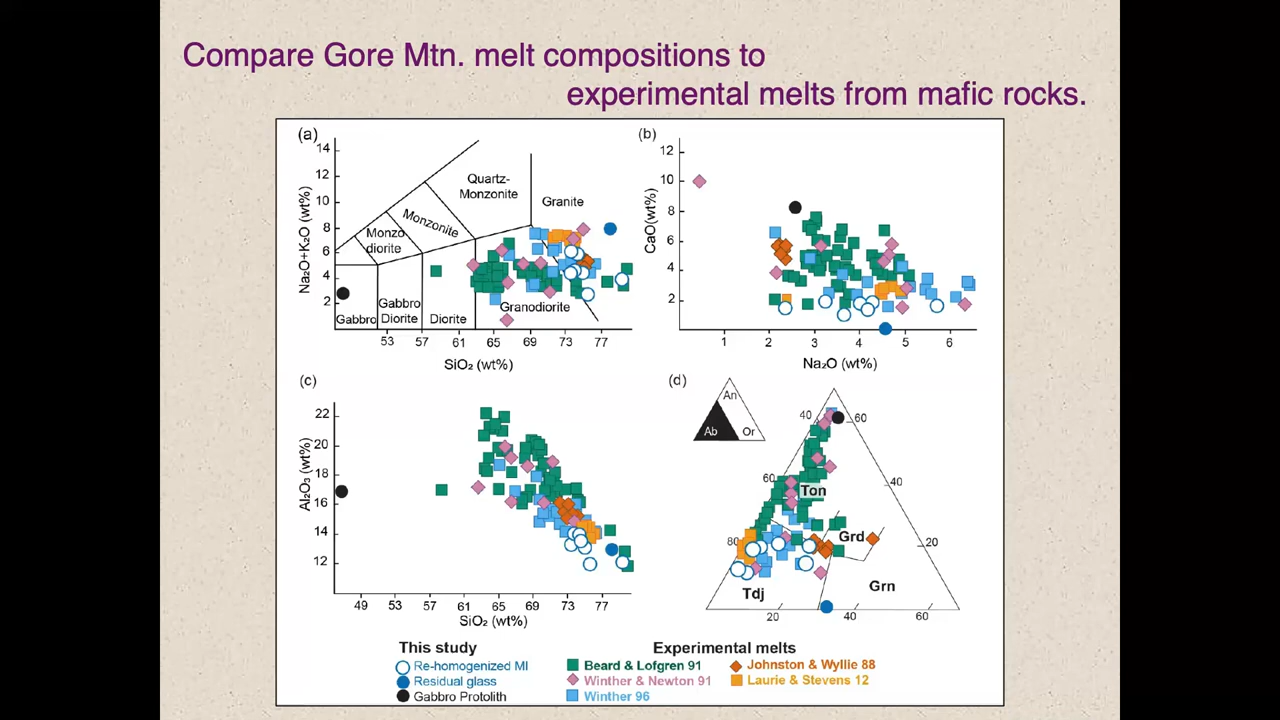 Compare Gore Mtn. melt compositions to
experimental melts from mafic rocks.
(a)
14
12
10
8
6
4
2
Na₂O+K₂O (wt%)
Quartz-
Monzonite
Granite
Monzonite
Monzo
diorite
Gabbro
Gabbro
Diorite
Diorite
Granodiorite
53 57 61 65 69 73 77
SiO₂ (wt%)
(b)
12
10
8
6
4
2
CaO(wt%)
1 2 3 4 5 6
Na₂O (wt%)
(c)
22
20
18
16
14
12
Al₂O₃ (wt%)
49 53 57 61 65 69 73 77
SiO₂ (wt%)
(d)
An
Ab
Or
40
60
60
40
80
20
Ton
Grd
Tdj
Grn
20 40 60
This study
Re-homogenized MI
Residual glass
Gabbro Protolith
Experimental melts
Beard & Lofgren 91
Winther & Newton 91
Winther 96
Johnston & Wyllie 88
Laurie & Stevens 12